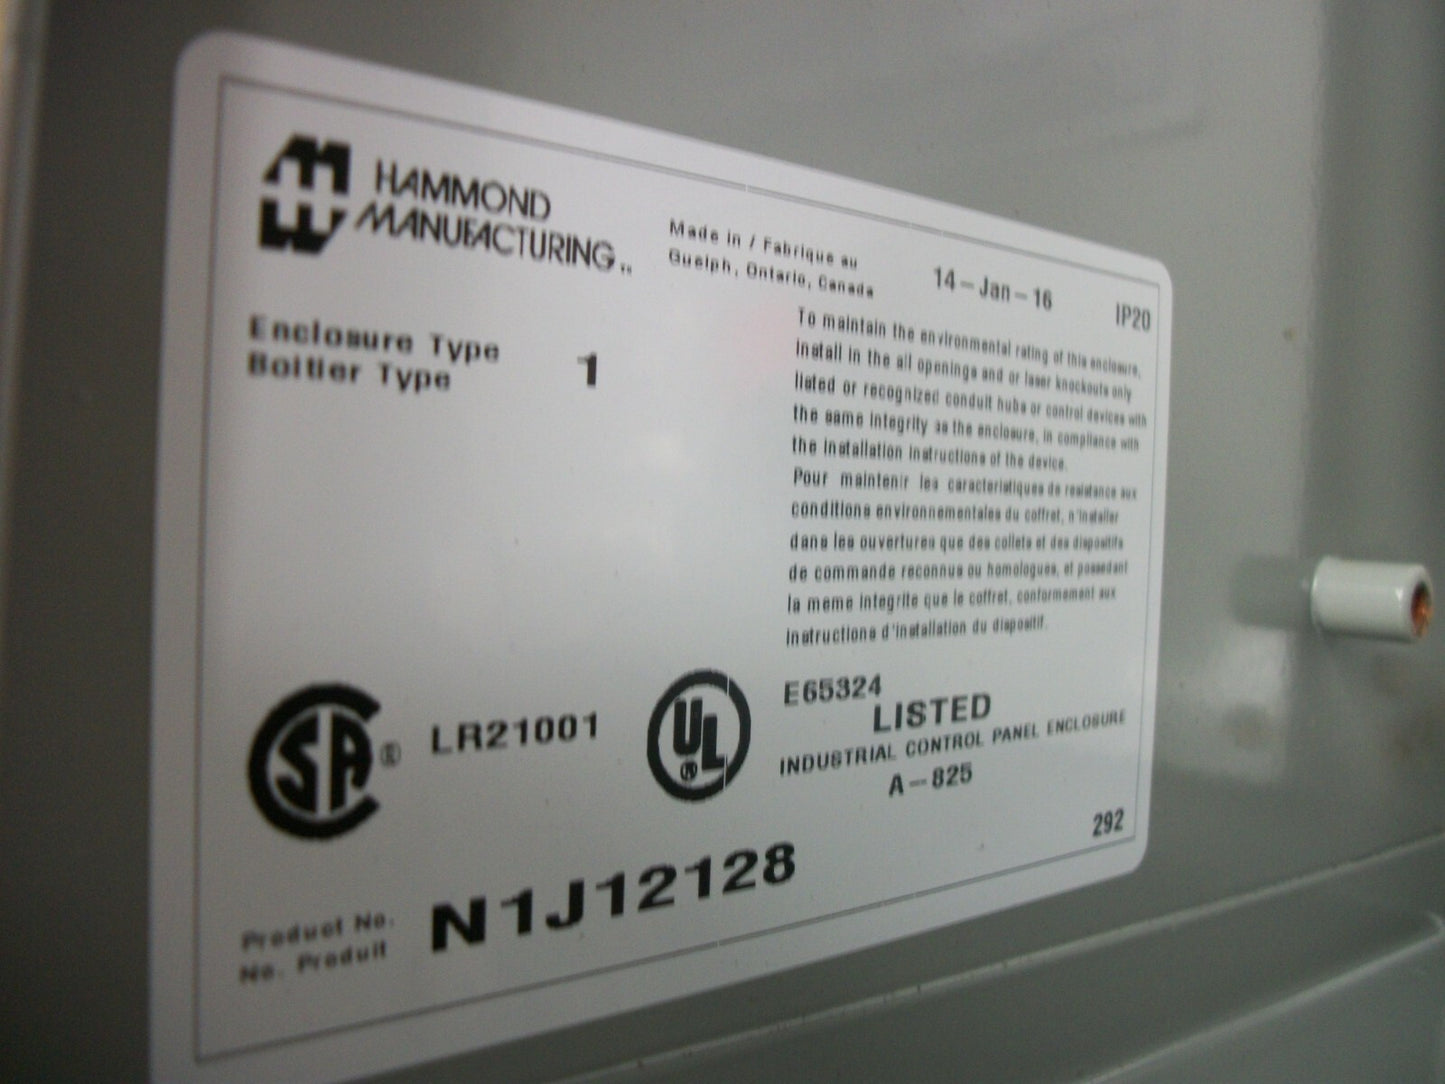 HAMMOND
MANUFACTURING™
Made in / Fabrique au
Guelph, Ontario, Canada
14-Jan-16
IP20
Enclosure Type
Boitier Type
1
To maintain the environmental rating of this enclosure,
install in the all openings and or laser knockouts only
listed or recognized conduit hubs or control devices with
the same integrity as the enclosure, in compliance with
the installation instructions of the device.
Pour maintenir les caracteristiques de resistance aux
conditions environnementales du coffret, n'installer
dans les ouvertures que des collets et des dispositifs
de commande reconnus ou homologues, et possedant
la meme integrite que le coffret, conformement aux
instructions d'installation du dispositif.
CSA ® LR21001
UL ®
E65324
LISTED
INDUSTRIAL CONTROL PANEL ENCLOSURE
A-825
292
Product No.
No. Produit
N1J12128